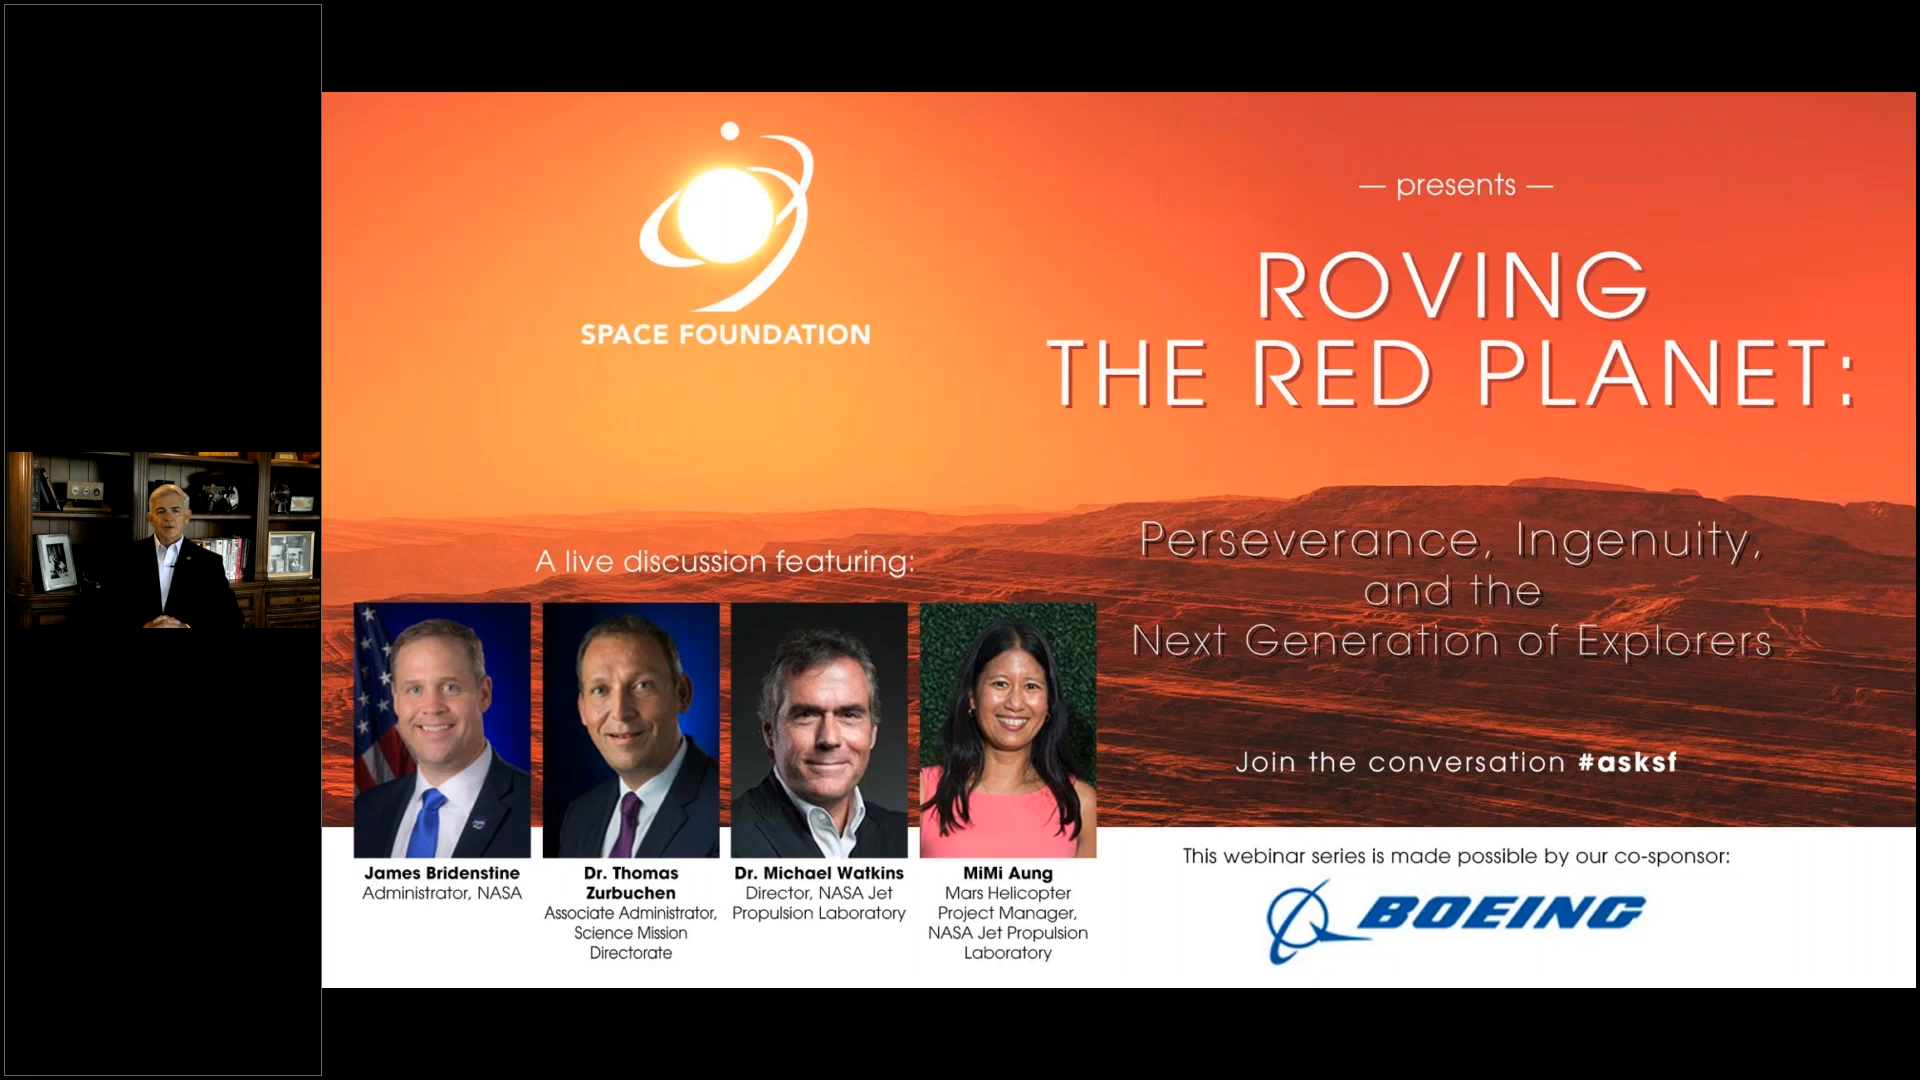 SPACE FOUNDATION
— presents —
ROVING
THE RED PLANET:
Perseverance, Ingenuity,
and the
Next Generation of Explorers
Join the conversation #asksf
A live discussion featuring:
James Bridenstine
Administrator, NASA
Dr. Thomas
Zurbuchen
Associate Administrator,
Science Mission
Directorate
Dr. Michael Watkins
Director, NASA Jet
Propulsion Laboratory
MiMi Aung
Mars Helicopter
Project Manager,
NASA Jet Propulsion
Laboratory
This webinar series is made possible by our co-sponsor:
BOEING